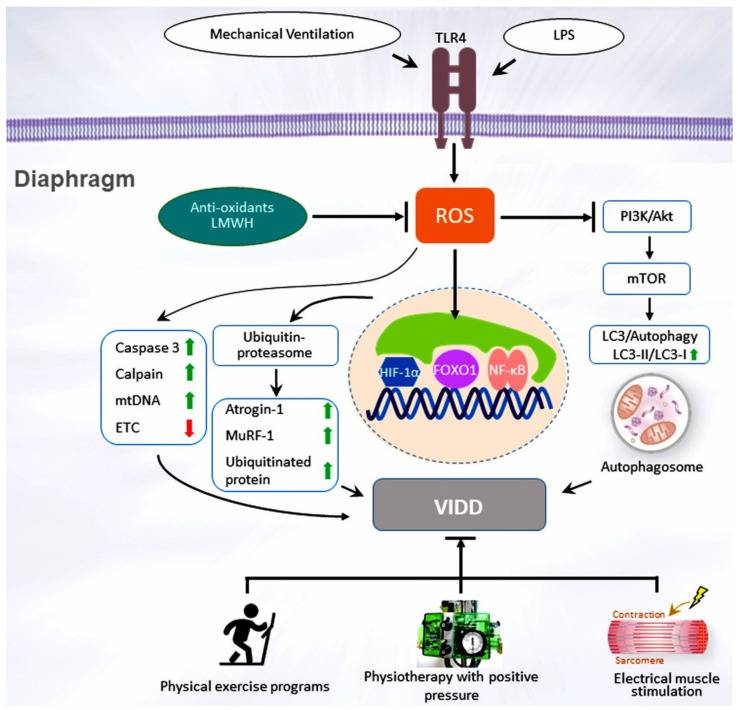 Mechanical Ventilation
TLR4
LPS
Diaphragm
Anti-oxidants
LMWH
ROS
PI3K/Akt
mTOR
LC3/Autophagy
LC3-II/LC3-I
Caspase 3
Calpain
mtDNA
ETC
Ubiquitin-
proteasome
Atrogin-1
MuRF-1
Ubiquitinated
protein
HIF-1α
FOXO1
NF-κB
Autophagosome
VIDD
Physical exercise programs
Physiotherapy with positive
pressure
Contraction
Sarcomere
Electrical muscle
stimulation